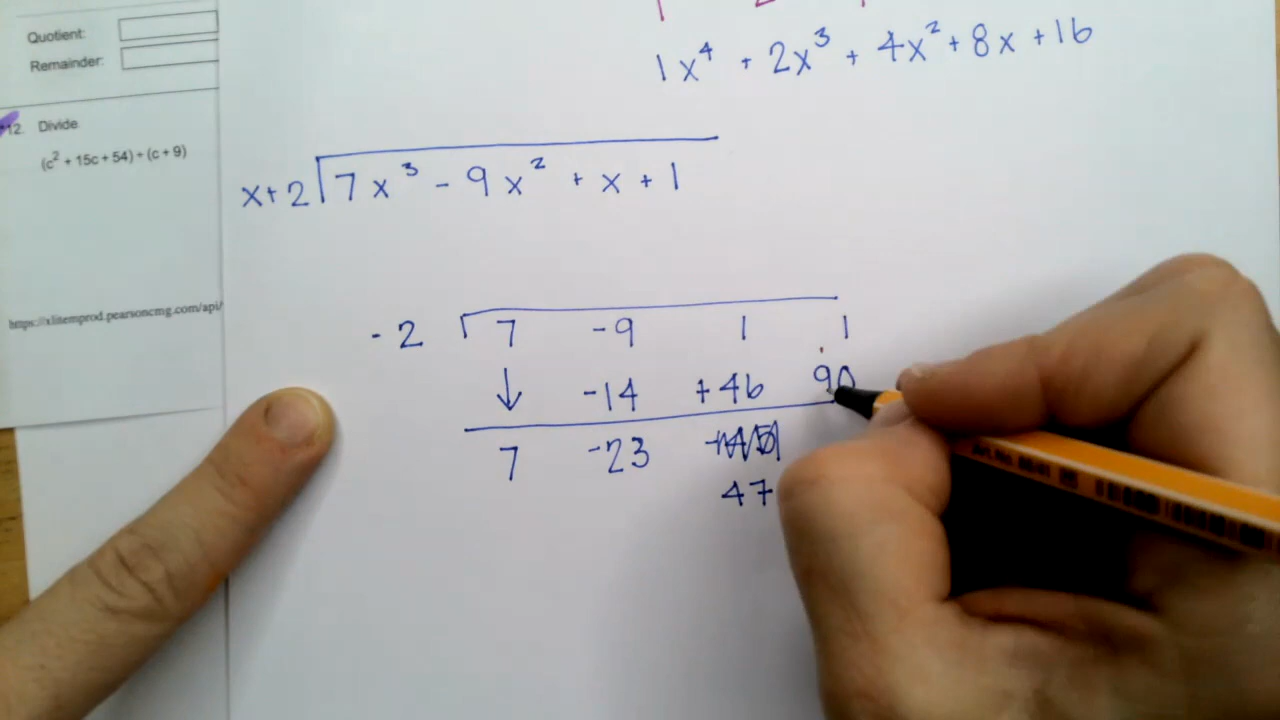 Quotient:
Remainder:
1x⁴ + 2x³ + 4x² + 8x + 16
12. Divide
(c² + 15c + 54) ÷ (c + 9)
x+2 7x³ - 9x² + x + 1
https://xlitemprod.pearsoncmg.com/api/
-2 7 -9 1 1
↓ -14 +46 90
7 -23
47